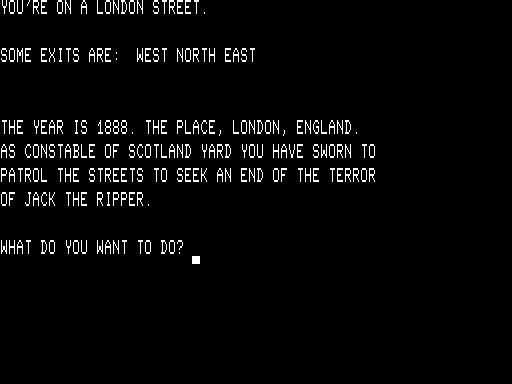 YOU'RE ON A LONDON STREET.
SOME EXITS ARE:  WEST NORTH EAST
THE YEAR IS 1888. THE PLACE, LONDON, ENGLAND.
AS CONSTABLE OF SCOTLAND YARD YOU HAVE SWORN TO
PATROL THE STREETS TO SEEK AN END OF THE TERROR
OF JACK THE RIPPER.
WHAT DO YOU WANT TO DO?